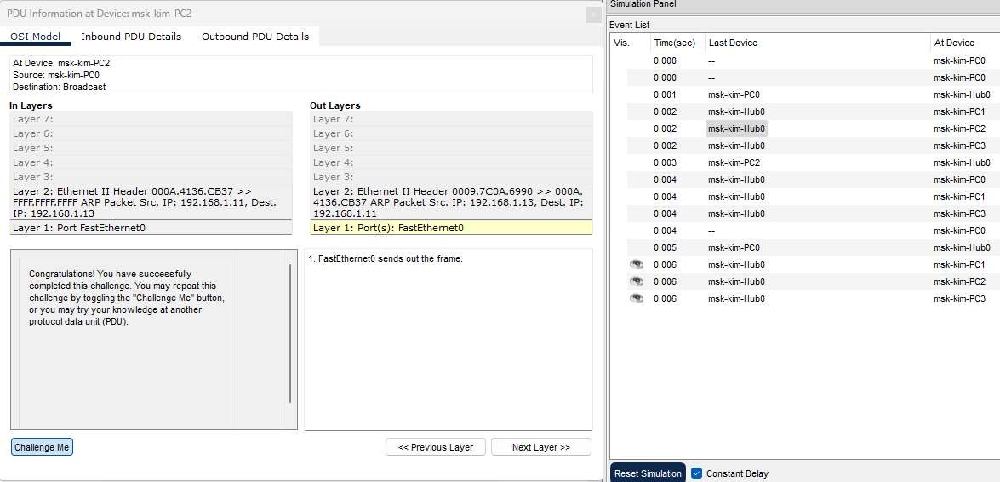 PDU Information at Device: msk-kim-PC2
x
OSI Model Inbound PDU Details Outbound PDU Details
At Device: msk-kim-PC2
Source: msk-kim-PC0
Destination: Broadcast
In Layers
Layer 7:
Layer 6:
Layer 5:
Layer 4:
Layer 3:
Layer 2: Ethernet II Header 000A.4136.CB37 >>
FFFF.FFFF.FFFF ARP Packet Src. IP: 192.168.1.11, Dest.
IP: 192.168.1.13
Layer 1: Port FastEthernet0
Out Layers
Layer 7:
Layer 6:
Layer 5:
Layer 4:
Layer 3:
Layer 2: Ethernet II Header 0009.7C0A.6990 >> 000A.
4136.CB37 ARP Packet Src. IP: 192.168.1.13, Dest. IP:
192.168.1.11
Layer 1: Port(s): FastEthernet0
Congratulations! You have successfully
completed this challenge. You may repeat this
challenge by toggling the "Challenge Me" button,
or you may try your knowledge at another
protocol data unit (PDU).
1. FastEthernet0 sends out the frame.
Challenge Me
<< Previous Layer
Next Layer >>
Simulation Panel
Event List
Vis. Time(sec) Last Device At Device
0.000 -- msk-kim-PC0
0.000 -- msk-kim-PC0
0.001 msk-kim-PC0 msk-kim-Hub0
0.002 msk-kim-Hub0 msk-kim-PC1
0.002 msk-kim-Hub0 msk-kim-PC2
0.002 msk-kim-Hub0 msk-kim-PC3
0.003 msk-kim-PC2 msk-kim-Hub0
0.004 msk-kim-Hub0 msk-kim-PC0
0.004 msk-kim-Hub0 msk-kim-PC1
0.004 msk-kim-Hub0 msk-kim-PC3
0.004 -- msk-kim-PC0
0.005 msk-kim-PC0 msk-kim-Hub0
0.006 msk-kim-Hub0 msk-kim-PC1
0.006 msk-kim-Hub0 msk-kim-PC2
0.006 msk-kim-Hub0 msk-kim-PC3
Reset Simulation
Constant Delay